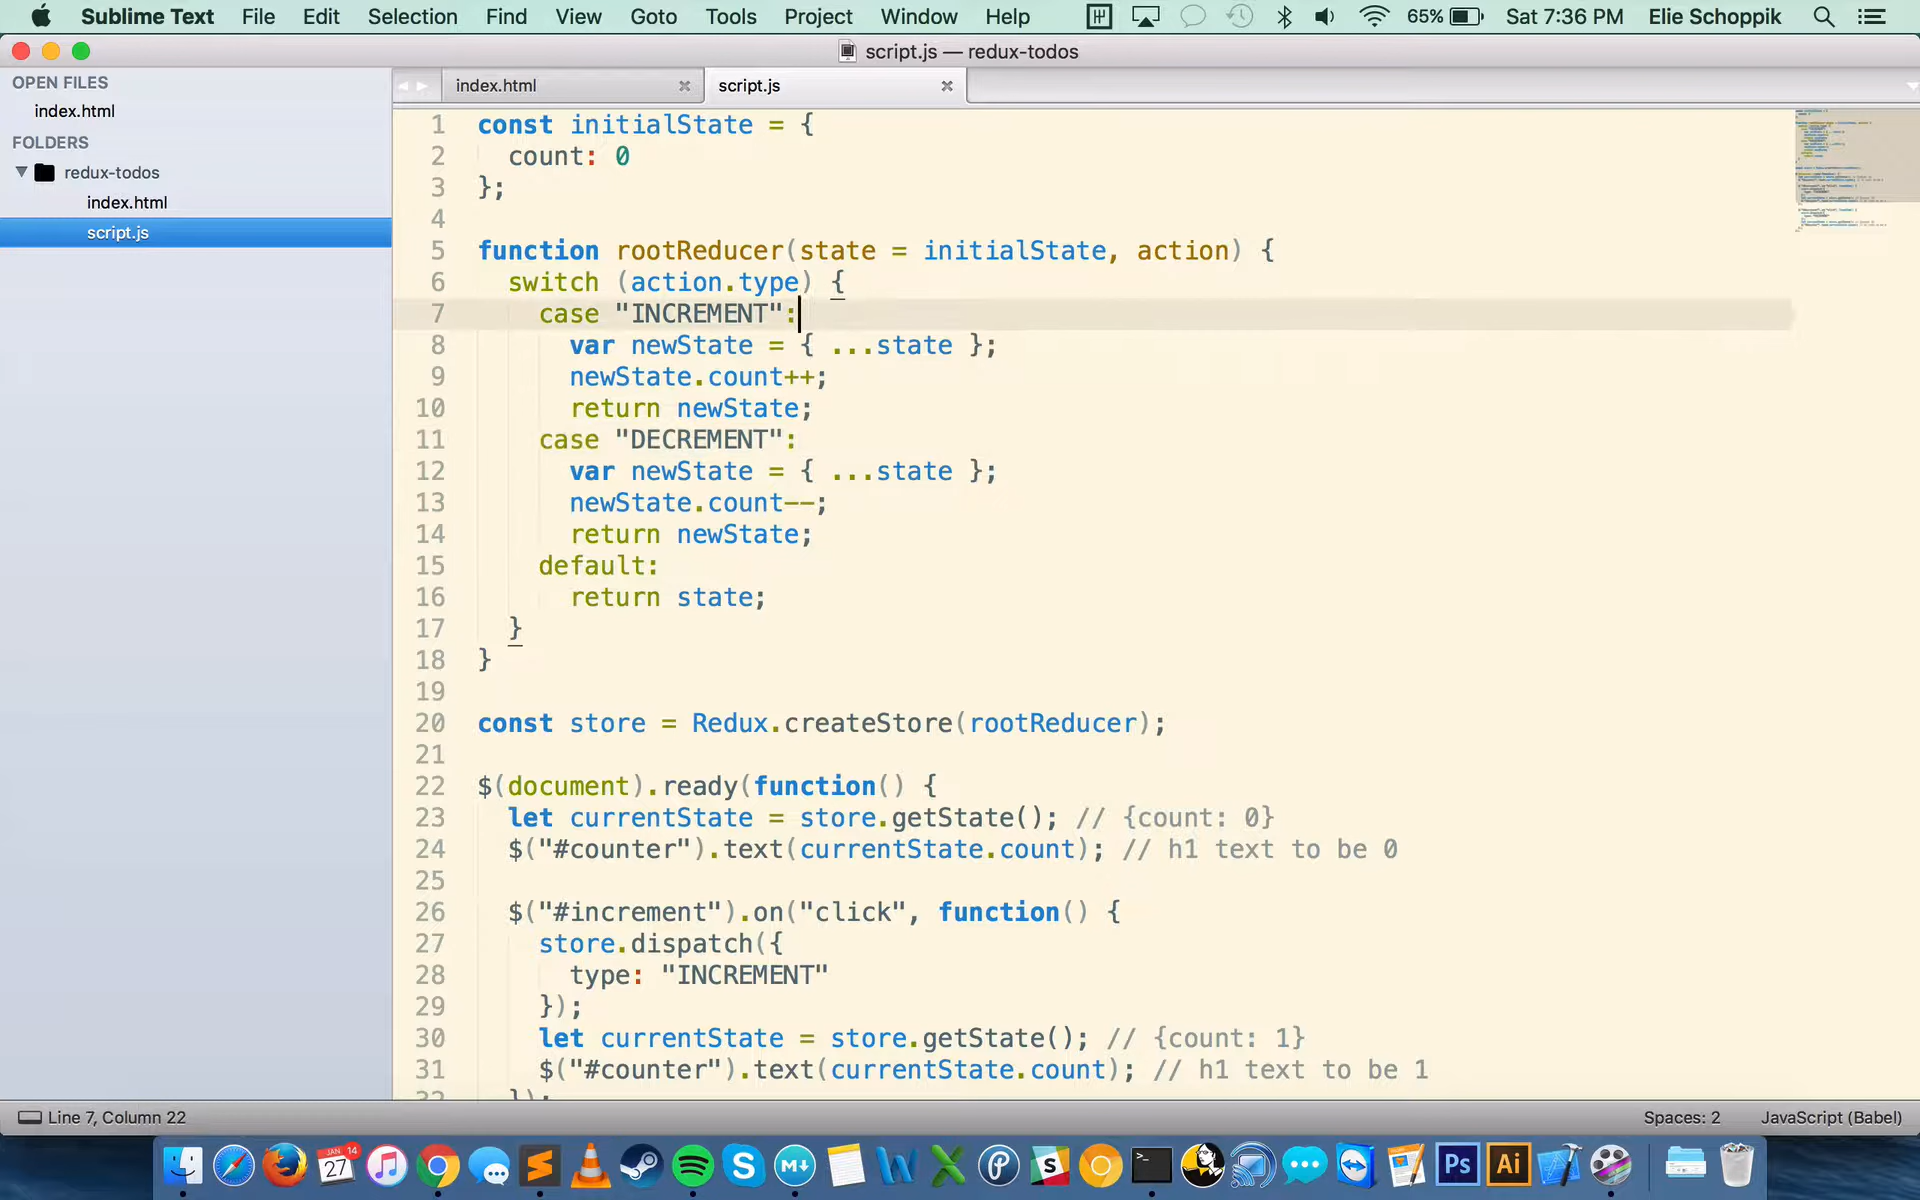 Sublime Text File Edit Selection Find View Goto Tools Project Window Help 65% Sat 7:36 PM Elie Schoppik
script.js — redux-todos
OPEN FILES
index.html
FOLDERS
redux-todos
index.html
script.js
index.html
script.js
1 const initialState = {
2   count: 0
3 };
4
5 function rootReducer(state = initialState, action) {
6   switch (action.type) {
7     case "INCREMENT":
8       var newState = { ...state };
9       newState.count++;
10       return newState;
11     case "DECREMENT":
12       var newState = { ...state };
13       newState.count--;
14       return newState;
15     default:
16       return state;
17   }
18 }
19
20 const store = Redux.createStore(rootReducer);
21
22 $(document).ready(function() {
23   let currentState = store.getState(); // {count: 0}
24   $("#counter").text(currentState.count); // h1 text to be 0
25
26   $("#increment").on("click", function() {
27     store.dispatch({
28       type: "INCREMENT"
29     });
30     let currentState = store.getState(); // {count: 1}
31     $("#counter").text(currentState.count); // h1 text to be 1
32   });
Line 7, Column 22
Spaces: 2 JavaScript (Babel)
JAN 14
27
Ps
Ai